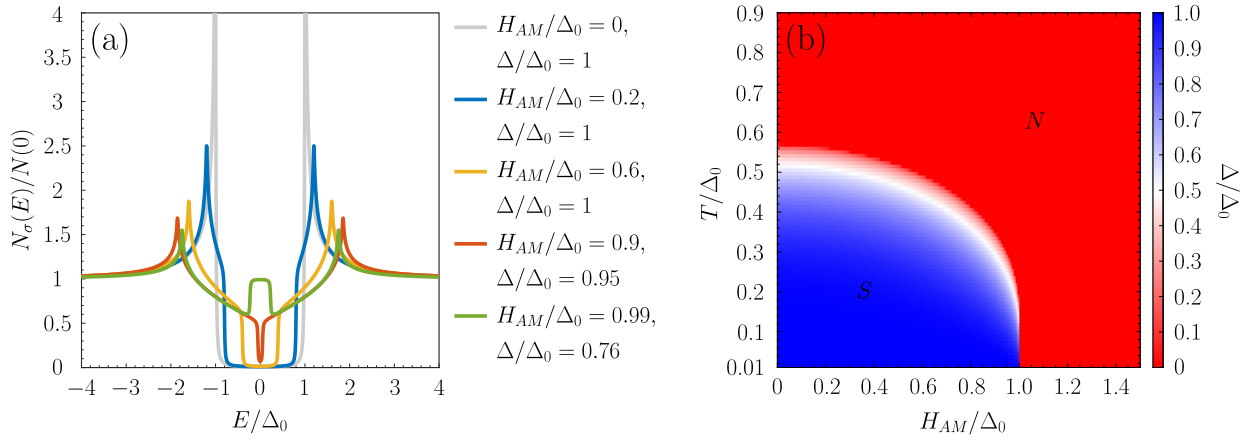 (a)
N_σ(E)/N(0)
4
3.5
3
2.5
2
1.5
1
0.5
0
−4 −3 −2 −1 0 1 2 3 4
E/Δ_0
H_AM/Δ_0 = 0,
Δ/Δ_0 = 1
H_AM/Δ_0 = 0.2,
Δ/Δ_0 = 1
H_AM/Δ_0 = 0.6,
Δ/Δ_0 = 1
H_AM/Δ_0 = 0.9,
Δ/Δ_0 = 0.95
H_AM/Δ_0 = 0.99,
Δ/Δ_0 = 0.76
(b)
T/Δ_0
0.9
0.8
0.7
0.6
0.5
0.4
0.3
0.2
0.1
0.01
N
S
0 0.2 0.4 0.6 0.8 1.0 1.2 1.4
H_AM/Δ_0
1.0
0.9
0.8
0.7
0.6
0.5
0.4
0.3
0.2
0.1
0
Δ/Δ_0